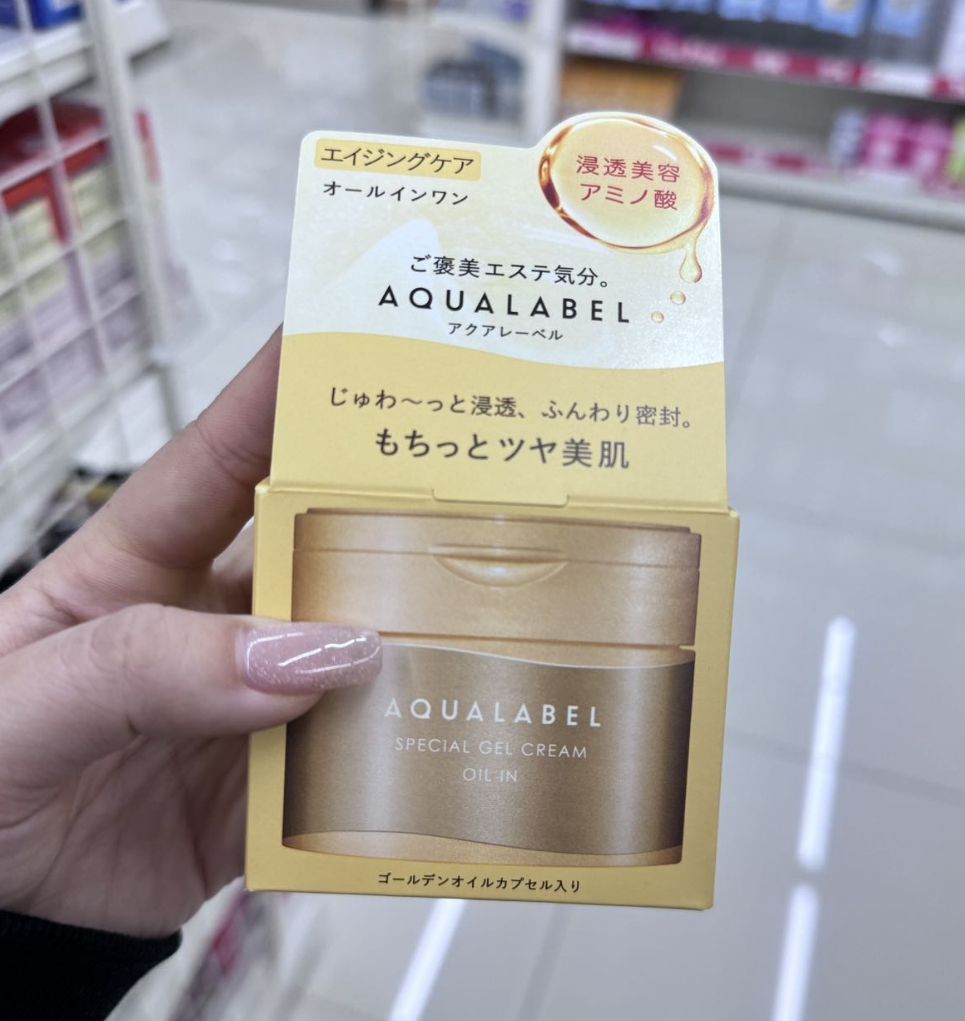 エイジングケア
オールインワン
浸透美容
アミノ酸
ご褒美エステ気分。
AQUALABEL
アクアレーベル
じゅわ〜っと浸透、ふんわり密封。
もちっとツヤ美肌
AQUALABEL
SPECIAL GEL CREAM
OIL IN
ゴールデンオイルカプセル入り